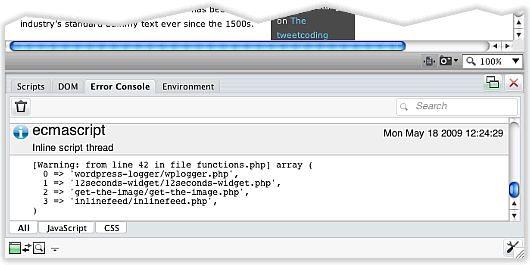 has been
industry's standard dummy text ever since the 1500s.
on The
tweetcoding
100%
Scripts DOM Error Console Environment
Search
ecmascript Mon May 18 2009 12:24:29
Inline script thread
[Warning: from line 42 in file functions.php] array (
0 => 'wordpress-logger/wplogger.php',
1 => '12seconds-widget/12seconds-widget.php',
2 => 'get-the-image/get-the-image.php',
3 => 'inlinefeed/inlinefeed.php',
)
All JavaScript CSS